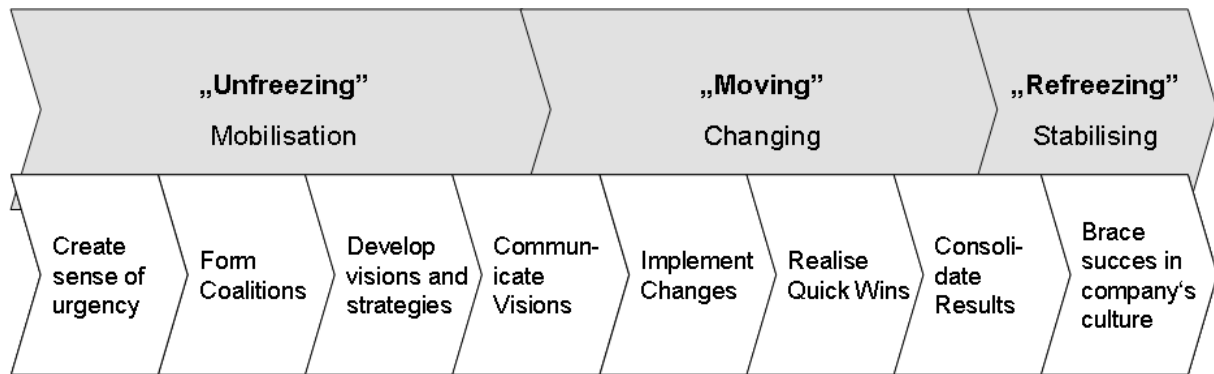 „Unfreezing”
Mobilisation
„Moving”
Changing
„Refreezing”
Stabilising
Create
sense of
urgency
Form
Coalitions
Develop
visions and
strategies
Commun-
icate
Visions
Implement
Changes
Realise
Quick Wins
Consoli-
date
Results
Brace
succes in
company‘s
culture